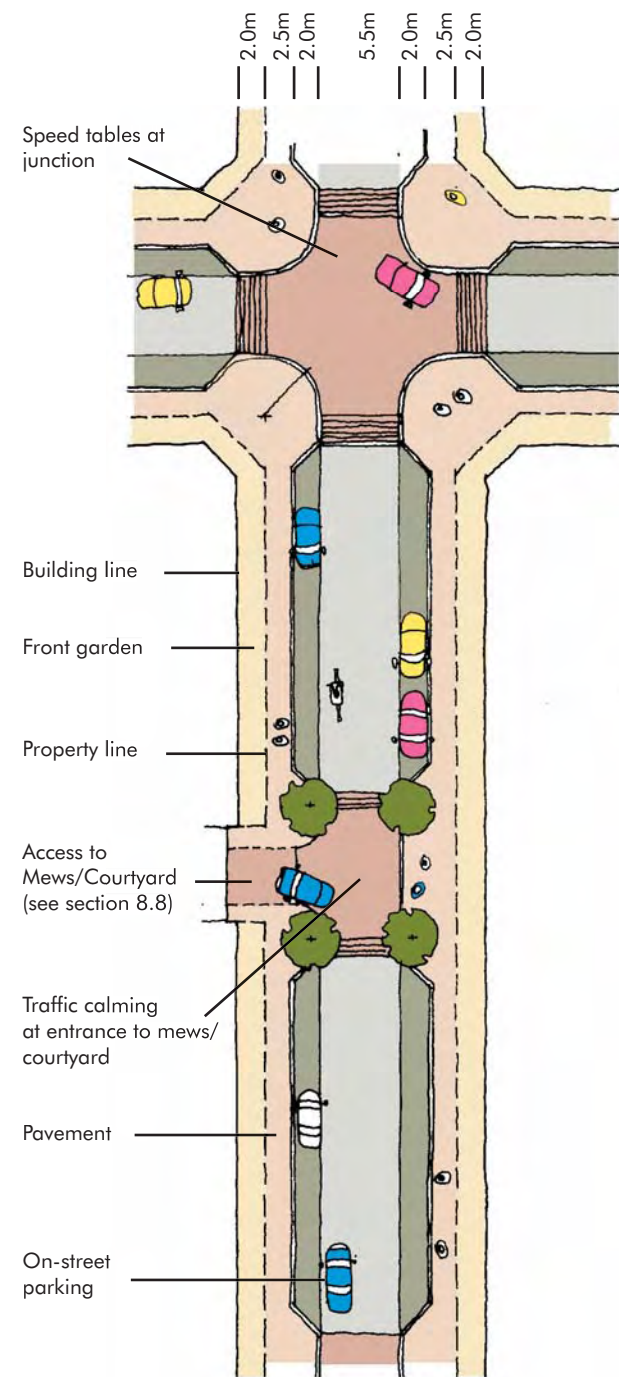 2.0m
2.5m
2.0m
5.5m
2.0m
2.5m
2.0m
Speed tables at
junction
Building line
Front garden
Property line
Access to
Mews/Courtyard
(see section 8.8)
Traffic calming
at entrance to mews/
courtyard
Pavement
On-street
parking